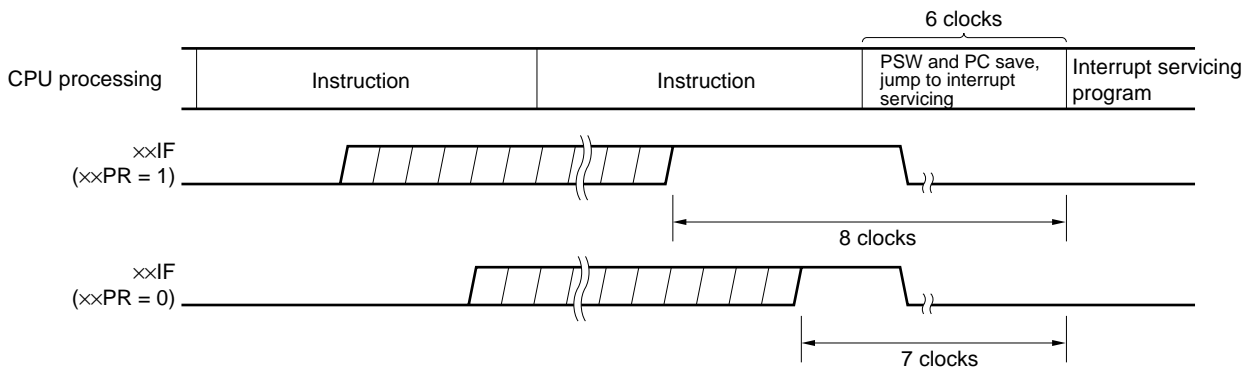 6 clocks
CPU processing
Instruction
Instruction
PSW and PC save,
jump to interrupt
servicing
Interrupt servicing
program
××IF
(××PR = 1)
8 clocks
××IF
(××PR = 0)
7 clocks